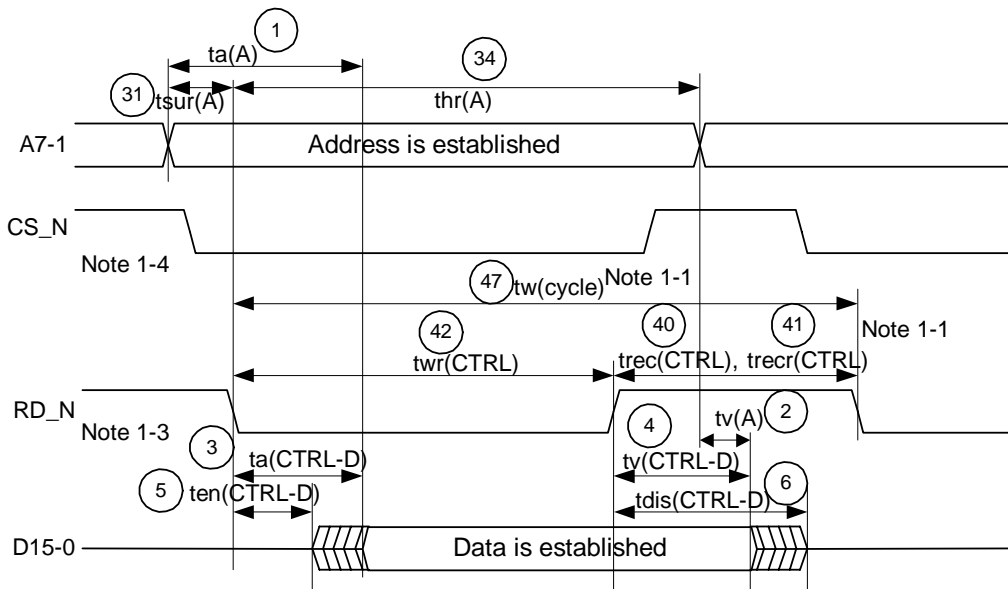 1
ta(A)
34
31
tsur(A)
thr(A)
A7-1
Address is established
CS_N
Note 1-4
47
tw(cycle)
Note 1-1
42
40
41
Note 1-1
twr(CTRL)
trec(CTRL), trecr(CTRL)
RD_N
Note 1-3
3
4
tv(A)
2
ta(CTRL-D)
tv(CTRL-D)
5
ten(CTRL-D)
tdis(CTRL-D)
6
D15-0
Data is established